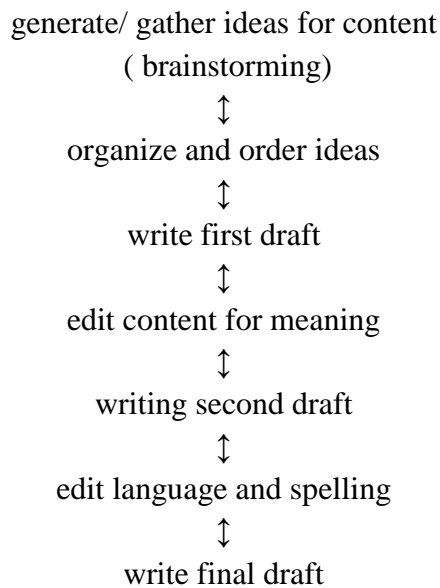 generate/ gather ideas for content
( brainstorming)
↕
organize and order ideas
↕
write first draft
↕
edit content for meaning
↕
writing second draft
↕
edit language and spelling
↕
write final draft